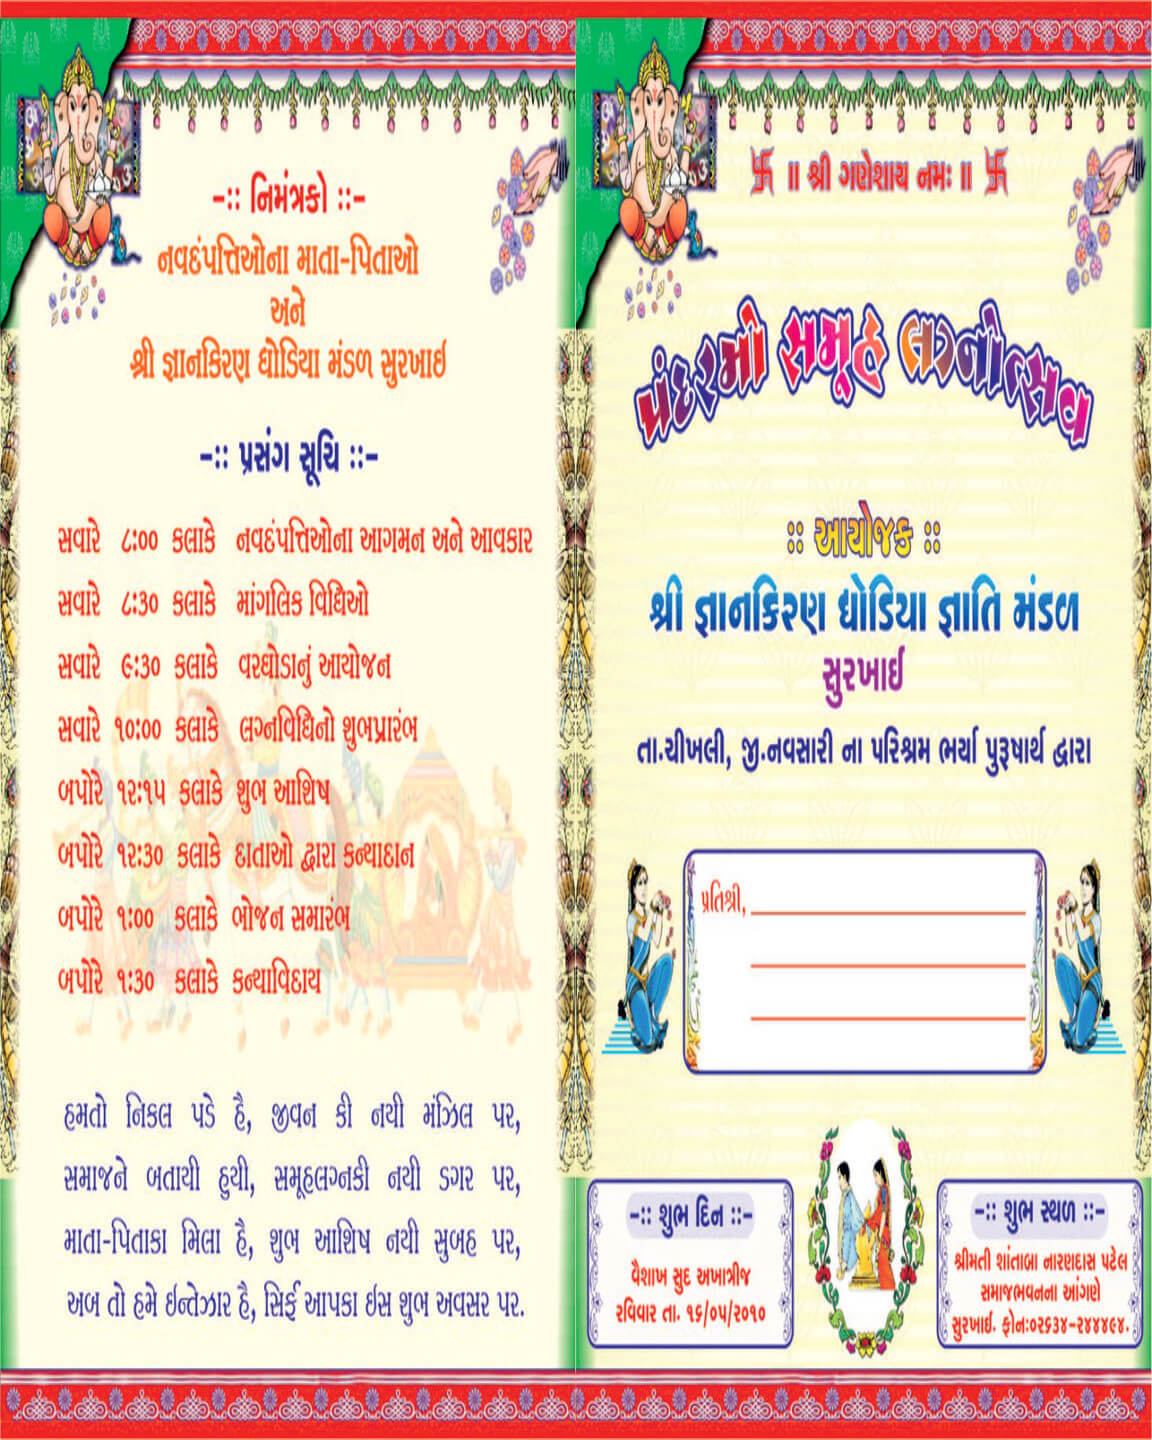 -:: નિમંત્રકો ::-
નવદંપત્તિઓના માતા-પિતાઓ
અને
શ્રી જ્ઞાનકિરણ ધોડિયા મંડળ સુરખાઈ
-:: પ્રસંગ સૂચિ ::-
સવારે ૮:૦૦ કલાકે નવદંપત્તિઓના આગમન અને આવકાર
સવારે ૮:૩૦ કલાકે માંગલિક વિધિઓ
સવારે ૯:૩૦ કલાકે વરઘોડાનું આયોજન
સવારે ૧૦:૦૦ કલાકે લગ્નવિધિનો શુભપ્રારંભ
બપોરે ૧૨:૧૫ કલાકે શુભ આશિષ
બપોરે ૧૨:૩૦ કલાકે દાતાઓ દ્વારા કન્યાદાન
બપોરે ૧:૦૦ કલાકે ભોજન સમારંભ
બપોરે ૧:૩૦ કલાકે કન્યાવિદાય
હમતો નિકલ પડે હૈ, જીવન કી નયી મંઝિલ પર,
સમાજને બતાયી હુયી, સમૂહલગ્નકી નયી ડગર પર,
માતા-પિતાકા મિલા હૈ, શુભ આશિષ નયી સુબહ પર,
અબ તો હમે ઇન્તેઝાર હૈ, સિર્ફ આપકા ઇસ શુભ અવસર પર.
卐 ॥ શ્રી ગણેશાય નમઃ ॥ 卐
પંદરમો સમૂહ લગ્નોત્સવ
:: આયોજક ::
શ્રી જ્ઞાનકિરણ ધોડિયા જ્ઞાતિ મંડળ
સુરખાઈ
તા.ચીખલી, જી.નવસારી ના પરિશ્રમ ભર્યા પુરૂષાર્થ દ્વારા
પ્રતિશ્રી,
-:: શુભ દિન ::-
વૈશાખ સુદ અખાત્રીજ
રવિવાર તા. ૧૬/૦૫/૨૦૧૦
-:: શુભ સ્થળ ::-
શ્રીમતી શાંતાબા નારણદાસ પટેલ
સમાજભવનના આંગણે
સુરખાઈ. ફોનઃ૦૨૬૩૪-૨૪૪૪૯૪.